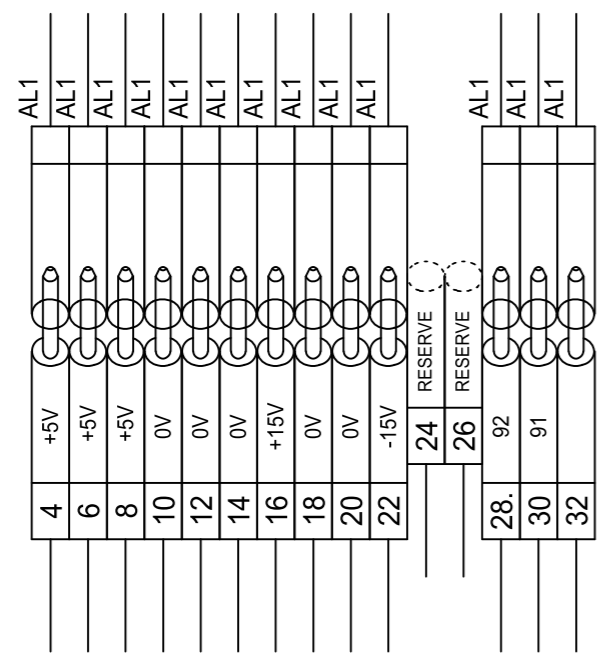 AL1 AL1 AL1 AL1 AL1 AL1 AL1 AL1 AL1 AL1 AL1 AL1 AL1
+5V +5V +5V 0V 0V 0V +15V 0V 0V -15V RESERVE RESERVE 92 91
4 6 8 10 12 14 16 18 20 22 24 26 28. 30 32